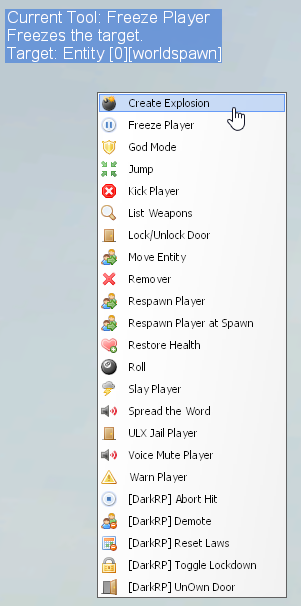 Current Tool: Freeze Player
Freezes the target.
Target: Entity [0][worldspawn]
Create Explosion
Freeze Player
God Mode
Jump
Kick Player
List Weapons
Lock/Unlock Door
Move Entity
Remover
Respawn Player
Respawn Player at Spawn
Restore Health
Roll
Slay Player
Spread the Word
ULX Jail Player
Voice Mute Player
Warn Player
[DarkRP] Abort Hit
[DarkRP] Demote
[DarkRP] Reset Laws
[DarkRP] Toggle Lockdown
[DarkRP] UnOwn Door